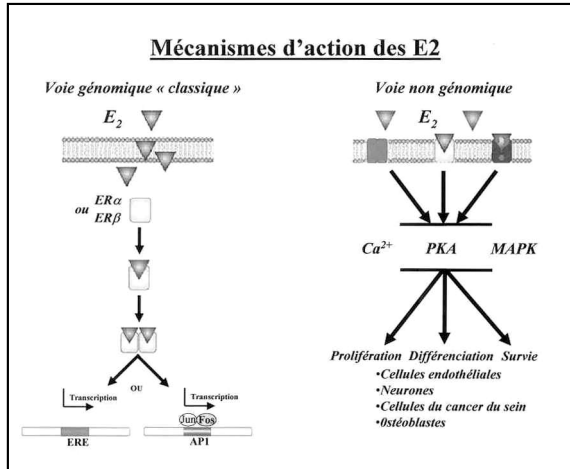 Mécanismes d'action des E2
Voie génomique « classique »
E2
ou ERα
ERβ
Transcription
OU
Transcription
Jun Fos
ERE
AP1
Voie non génomique
E2
Ca2+ PKA MAPK
Prolifération Différenciation Survie
•Cellules endothéliales
•Neurones
•Cellules du cancer du sein
•0stéoblastes